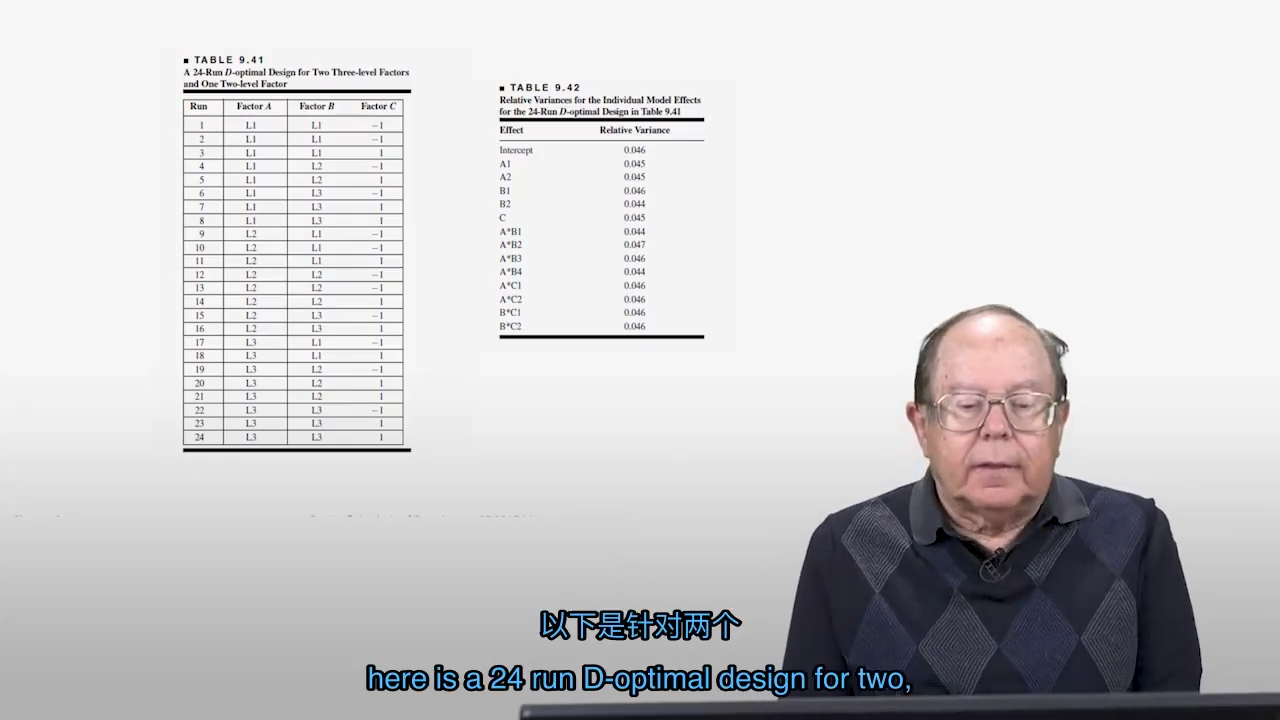 ■ TABLE 9.41
A 24-Run D-optimal Design for Two Three-level Factors
and One Two-level Factor
Run Factor A Factor B Factor C
1 L1 L1 −1
2 L1 L1 −1
3 L1 L1 1
4 L1 L2 −1
5 L1 L2 1
6 L1 L3 −1
7 L1 L3 1
8 L1 L3 1
9 L2 L1 −1
10 L2 L1 −1
11 L2 L1 1
12 L2 L2 −1
13 L2 L2 −1
14 L2 L2 1
15 L2 L3 −1
16 L2 L3 1
17 L3 L1 −1
18 L3 L1 1
19 L3 L2 −1
20 L3 L2 1
21 L3 L2 1
22 L3 L3 −1
23 L3 L3 1
24 L3 L3 1
■ TABLE 9.42
Relative Variances for the Individual Model Effects
for the 24-Run D-optimal Design in Table 9.41
Effect Relative Variance
Intercept 0.046
A1 0.045
A2 0.045
B1 0.046
B2 0.044
C 0.045
A*B1 0.044
A*B2 0.047
A*B3 0.046
A*B4 0.044
A*C1 0.046
A*C2 0.046
B*C1 0.046
B*C2 0.046
以下是针对两个
here is a 24 run D-optimal design for two,